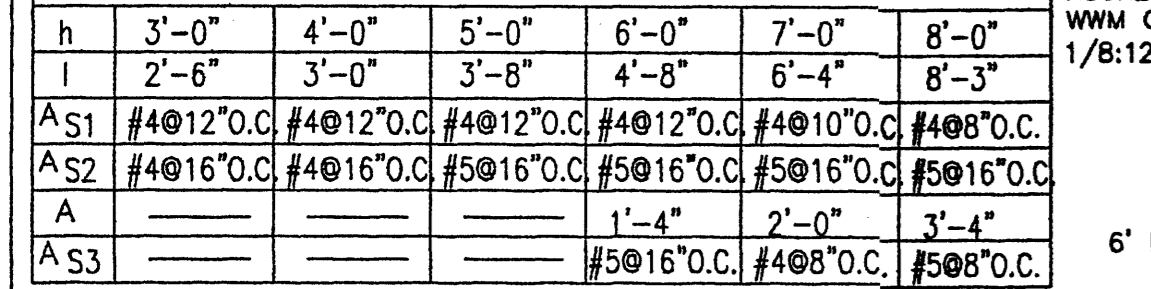 h 3'-0" 4'-0" 5'-0" 6'-0" 7'-0" 8'-0"
l 2'-6" 3'-0" 3'-8" 4'-8" 6'-4" 8'-3"
A S1 #4@12"O.C. #4@12"O.C. #4@12"O.C. #4@12"O.C. #4@10"O.C. #4@8"O.C.
A S2 #4@16"O.C. #4@16"O.C. #5@16"O.C. #5@16"O.C. #5@16"O.C. #5@16"O.C.
A ——— ——— ——— 1'-4" 2'-0" 3'-4"
A S3 ——— ——— ——— #5@16"O.C. #4@8"O.C. #5@8"O.C.
WWM
1/8:12
6'